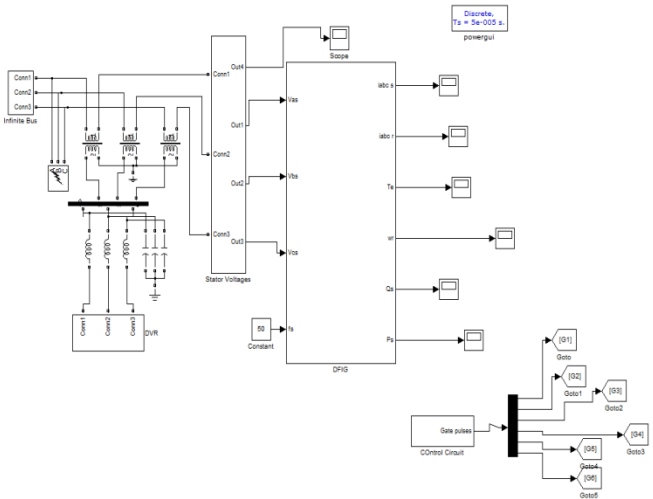 Discrete,
Ts = 5e-005 s.
powergui
Scope
Conn1
Conn2
Conn3
Infinite Bus
Conn1
Conn2
Conn3
Out4
Out1
Out2
Out3
Stator Voltages
Vas
Vbs
Vcs
fs
iabc s
iabc r
Te
wr
Qs
Ps
DFIG
50
Constant
Conn1
Conn2
Conn3
DVR
Gate pulses
COntrol Circuit
[G1]
Goto
[G2]
Goto1
[G3]
Goto2
[G4]
Goto3
[G5]
Goto4
[G6]
Goto5